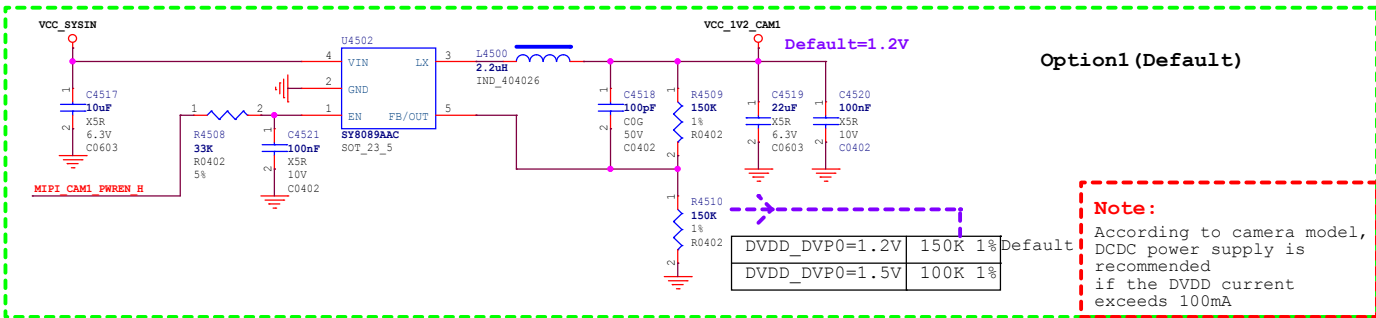 VCC_SYSIN
VCC_1V2_CAM1
Default=1.2V
Option1(Default)
U4502
4
VIN
LX
3
2
GND
1
EN
FB/OUT
5
SY8089AAC
SOT_23_5
L4500
2.2uH
IND_404026
1
2
C4517
10uF
X5R
6.3V
C0603
1
2
R4508
33K
R0402
5%
1
2
C4521
100nF
X5R
10V
C0402
MIPI_CAM1_PWREN_H
1
2
C4518
100pF
C0G
50V
C0402
1
2
R4509
150K
1%
R0402
1
2
C4519
22uF
X5R
6.3V
C0603
1
2
C4520
100nF
X5R
10V
C0402
1
2
R4510
150K
1%
R0402
DVDD_DVP0=1.2V 150K 1% Default
DVDD_DVP0=1.5V 100K 1%
Note:
According to camera model,
DCDC power supply is
recommended
if the DVDD current
exceeds 100mA